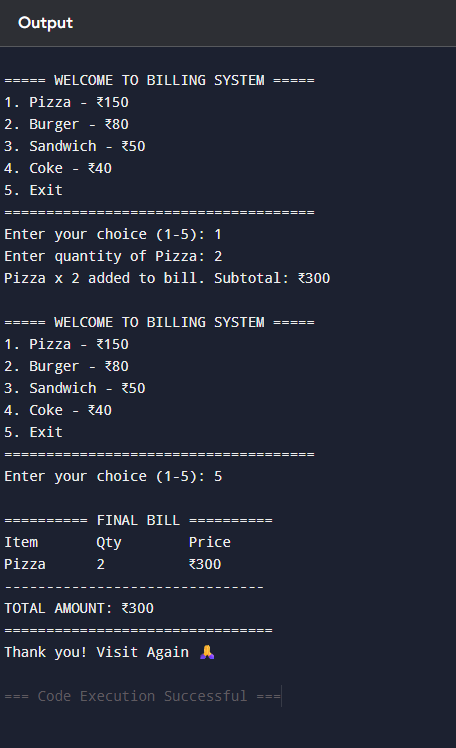 Output
===== WELCOME TO BILLING SYSTEM =====
1. Pizza - ₹150
2. Burger - ₹80
3. Sandwich - ₹50
4. Coke - ₹40
5. Exit
=====================================
Enter your choice (1-5): 1
Enter quantity of Pizza: 2
Pizza x 2 added to bill. Subtotal: ₹300

===== WELCOME TO BILLING SYSTEM =====
1. Pizza - ₹150
2. Burger - ₹80
3. Sandwich - ₹50
4. Coke - ₹40
5. Exit
=====================================
Enter your choice (1-5): 5

========== FINAL BILL ==========
Item       Qty        Price
Pizza      2          ₹300
-------------------------------
TOTAL AMOUNT: ₹300
================================
Thank you! Visit Again 🙏

=== Code Execution Successful ===